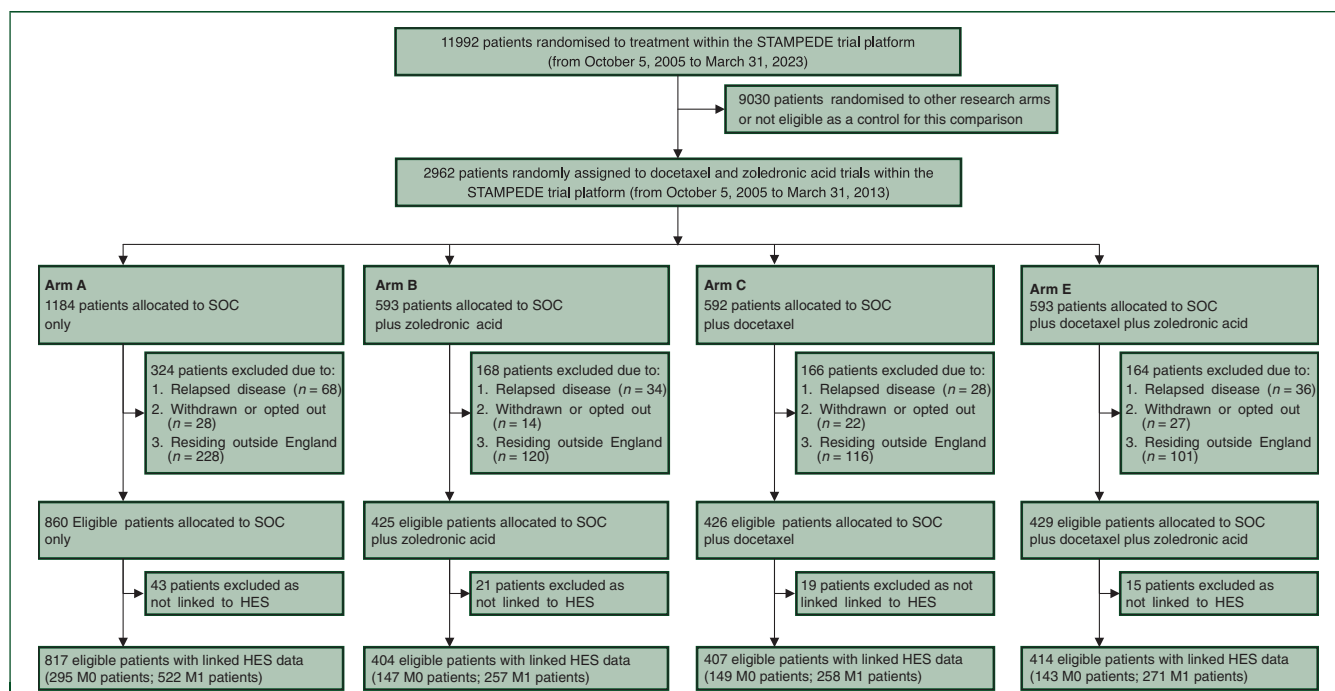 11992 patients randomised to treatment within the STAMPEDE trial platform
(from October 5, 2005 to March 31, 2023)
9030 patients randomised to other research arms
or not eligible as a control for this comparison
2962 patients randomly assigned to docetaxel and zoledronic acid trials within the
STAMPEDE trial platform (from October 5, 2005 to March 31, 2013)
Arm A
1184 patients allocated to SOC
only
Arm B
593 patients allocated to SOC
plus zoledronic acid
Arm C
592 patients allocated to SOC
plus docetaxel
Arm E
593 patients allocated to SOC
plus docetaxel plus zoledronic acid
324 patients excluded due to:
1. Relapsed disease (n = 68)
2. Withdrawn or opted out
(n = 28)
3. Residing outside England
(n = 228)
168 patients excluded due to:
1. Relapsed disease (n = 34)
2. Withdrawn or opted out
(n = 14)
3. Residing outside England
(n = 120)
166 patients excluded due to:
1. Relapsed disease (n = 28)
2. Withdrawn or opted out
(n = 22)
3. Residing outside England
(n = 116)
164 patients excluded due to:
1. Relapsed disease (n = 36)
2. Withdrawn or opted out
(n = 27)
3. Residing outside England
(n = 101)
860 Eligible patients allocated to SOC
only
425 eligible patients allocated to SOC
plus zoledronic acid
426 eligible patients allocated to SOC
plus docetaxel
429 eligible patients allocated to SOC
plus docetaxel plus zoledronic acid
43 patients excluded as
not linked to HES
21 patients excluded as
not linked to HES
19 patients excluded as not
linked linked to HES
15 patients excluded as
not linked to HES
817 eligible patients with linked HES data
(295 M0 patients; 522 M1 patients)
404 eligible patients with linked HES data
(147 M0 patients; 257 M1 patients)
407 eligible patients with linked HES data
(149 M0 patients; 258 M1 patients)
414 eligible patients with linked HES data
(143 M0 patients; 271 M1 patients)